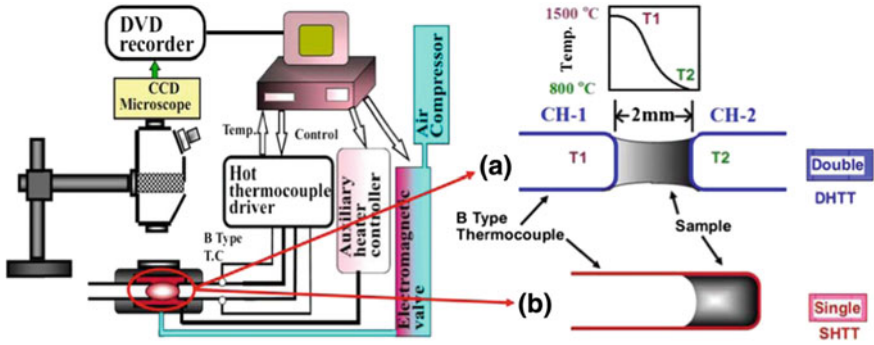 DVD
recorder
CCD
Microscope
Temp.
Control
Hot
thermocouple
driver
Auxiliary
heater
controller
Electromagnetic
valve
Air
Compressor
B Type
T.C
(a)
(b)
1500 °C
Temp.
800 °C
T1
T2
CH-1
2mm
CH-2
T1
T2
Double
DHTT
B Type
Thermocouple
Sample
Single
SHTT